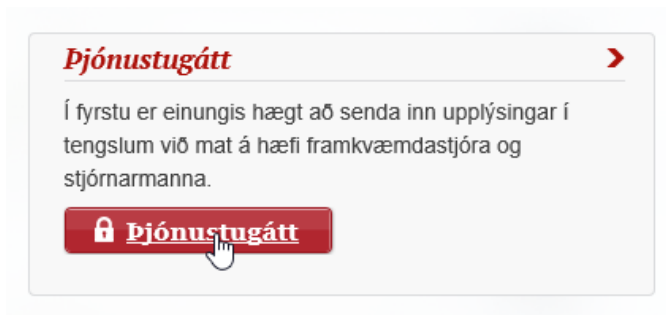 Þjónustugátt
Í fyrstu er einungis hægt að senda inn upplýsingar í
tengslum við mat á hæfi framkvæmdastjóra og
stjórnarmanna.
Þjónustugátt